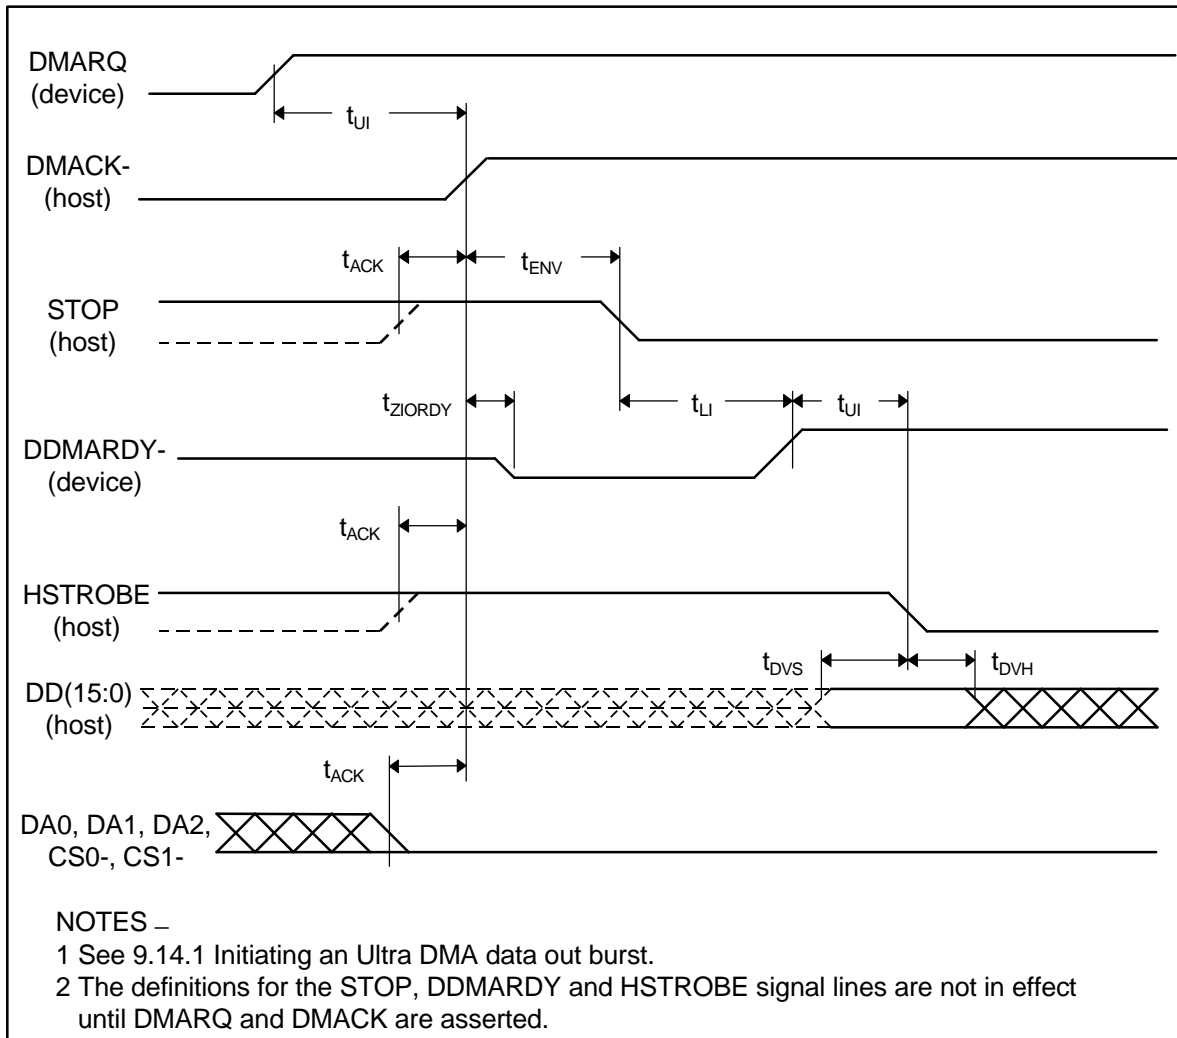 DMARQ
(device)
tUI
DMACK-
(host)
tACK
tENV
STOP
(host)
tZIORDY
tLI
tUI
DDMARDY-
(device)
tACK
HSTROBE
(host)
tDVS
tDVH
DD(15:0)
(host)
tACK
DA0, DA1, DA2,
CS0-, CS1-
NOTES –
1 See 9.14.1 Initiating an Ultra DMA data out burst.
2 The definitions for the STOP, DDMARDY and HSTROBE signal lines are not in effect
until DMARQ and DMACK are asserted.